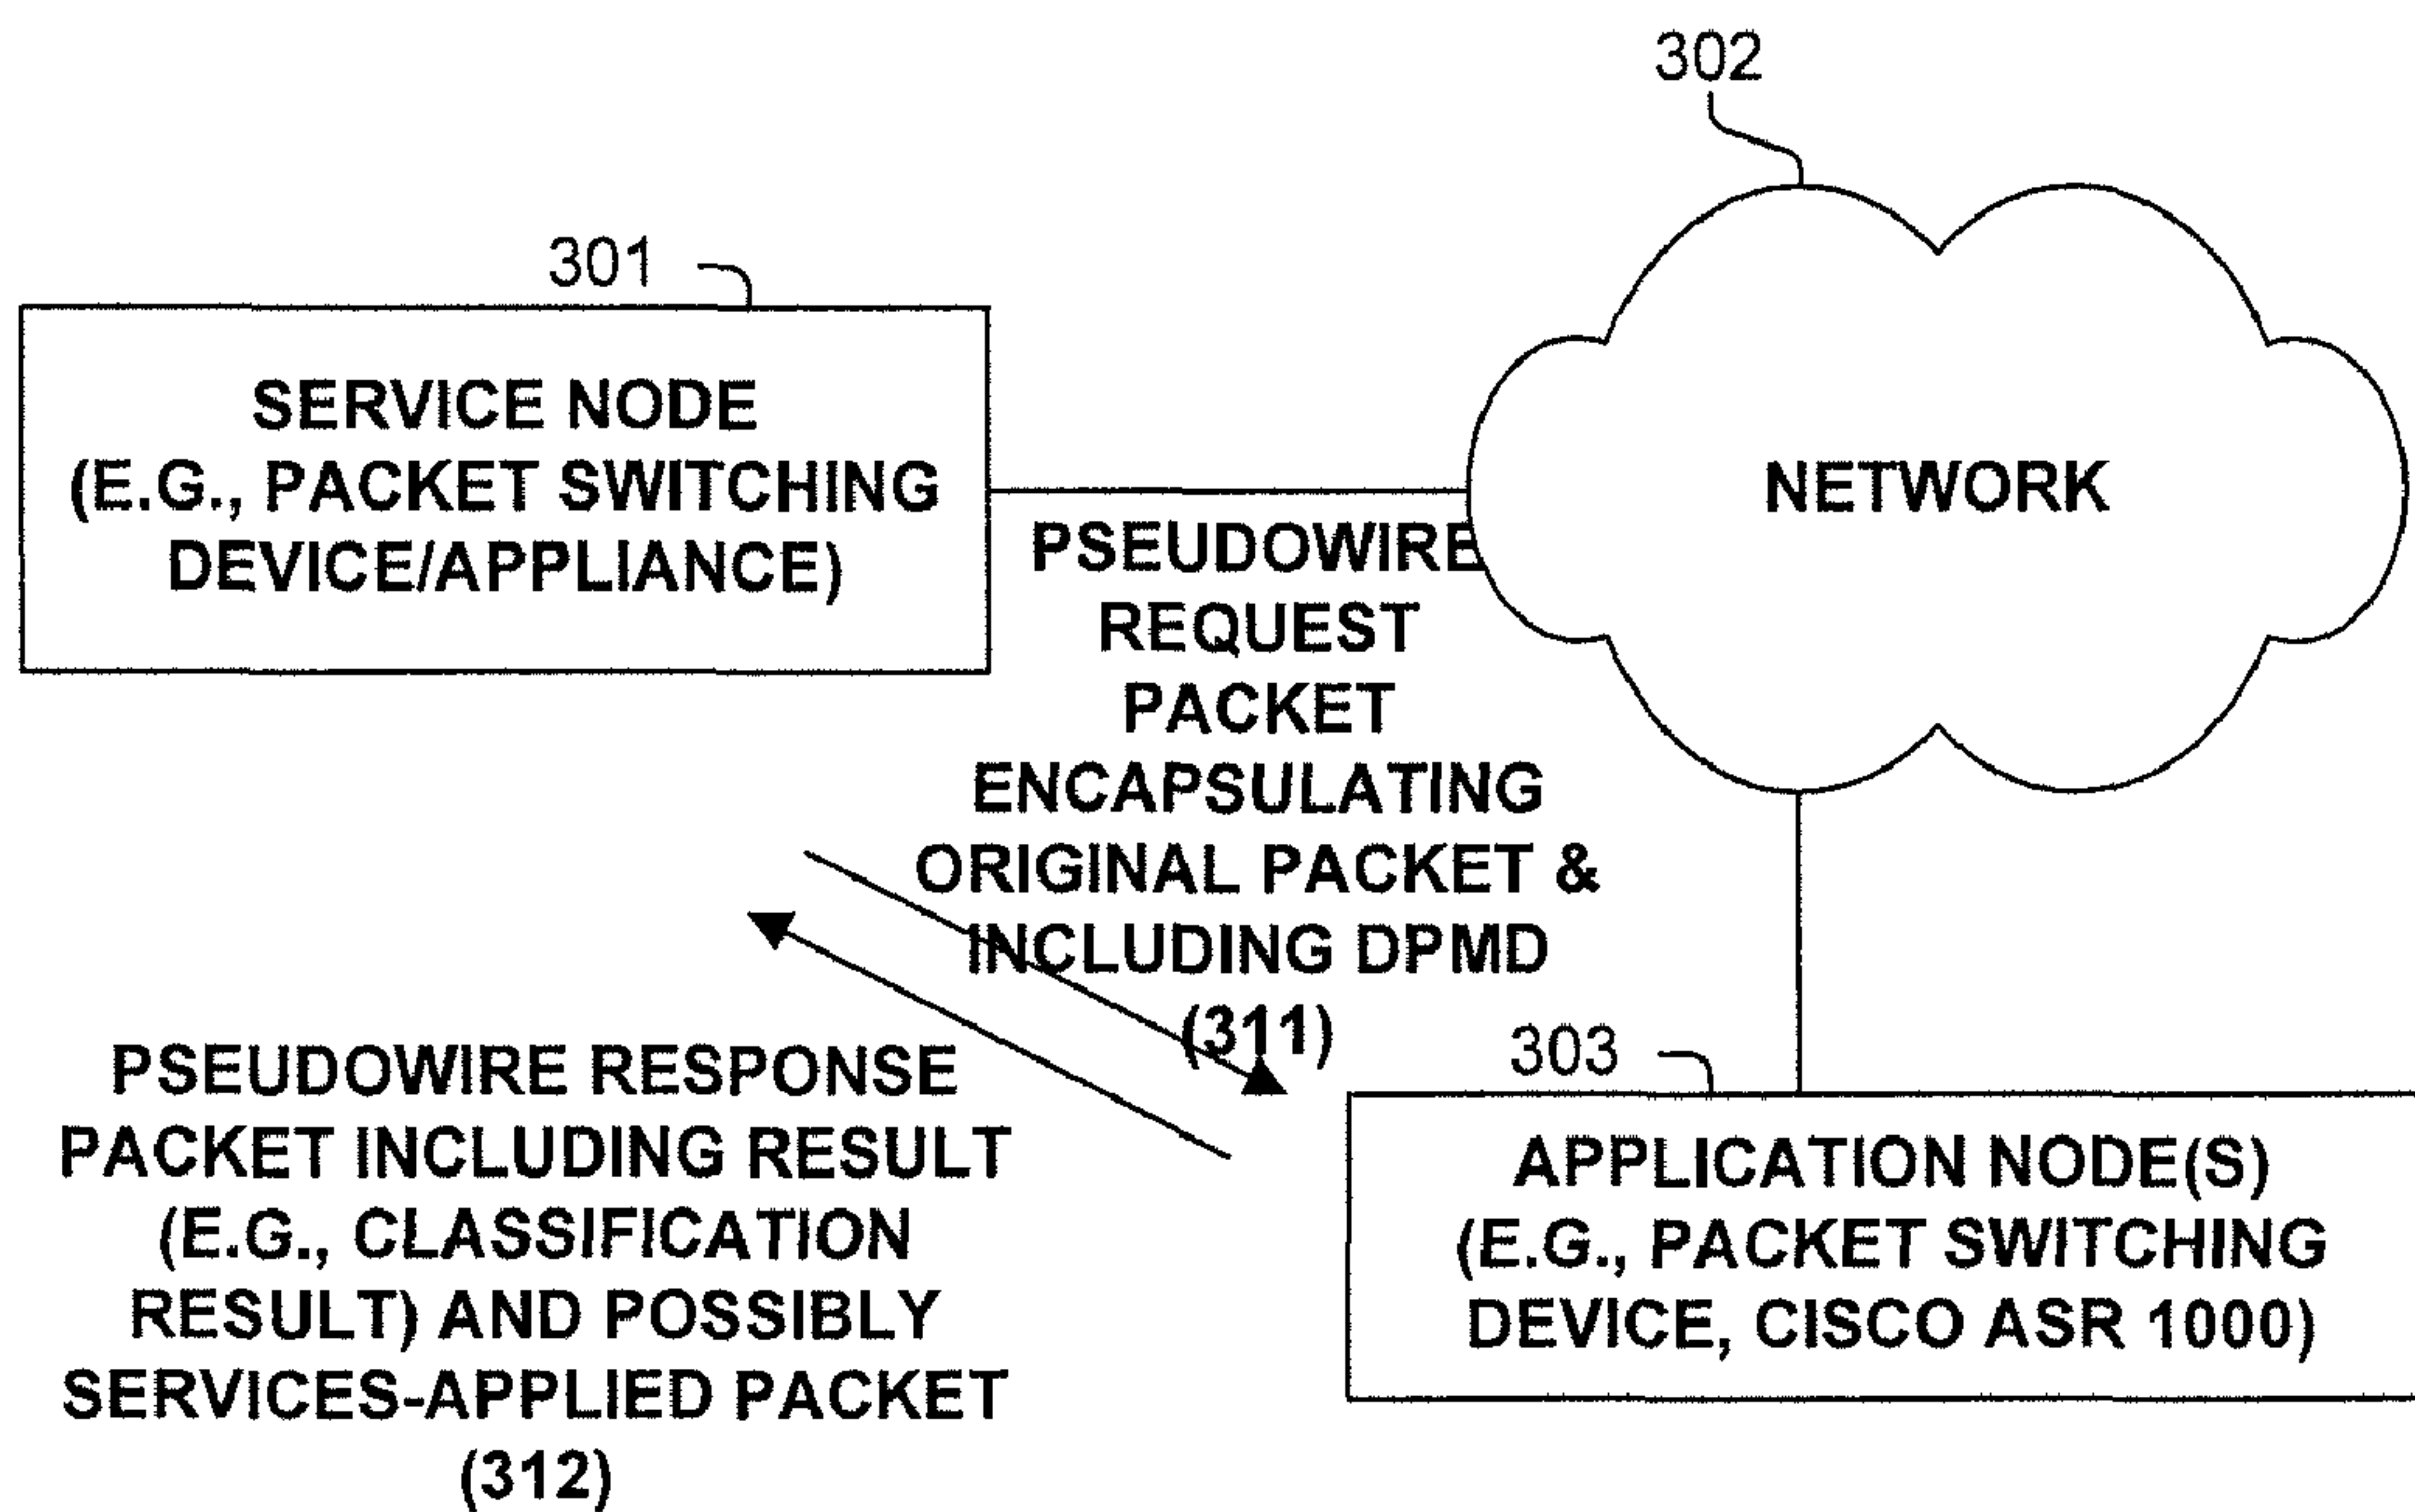 302
301
SERVICE NODE
(E.G., PACKET SWITCHING
DEVICE/APPLIANCE)
NETWORK
PSEUDOWIRE
REQUEST
PACKET
ENCAPSULATING
ORIGINAL PACKET &
INCLUDING DPMD
(311)
PSEUDOWIRE RESPONSE
PACKET INCLUDING RESULT
(E.G., CLASSIFICATION
RESULT) AND POSSIBLY
SERVICES-APPLIED PACKET
(312)
303
APPLICATION NODE(S)
(E.G., PACKET SWITCHING
DEVICE, CISCO ASR 1000)